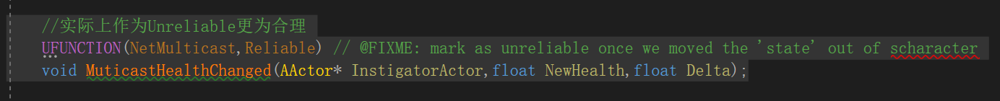 //实际上作为Unreliable更为合理
UFUNCTION(NetMulticast,Reliable) // @FIXME: mark as unreliable once we moved the 'state' out of scharacter
void MuticastHealthChanged(AActor* InstigatorActor,float NewHealth,float Delta);